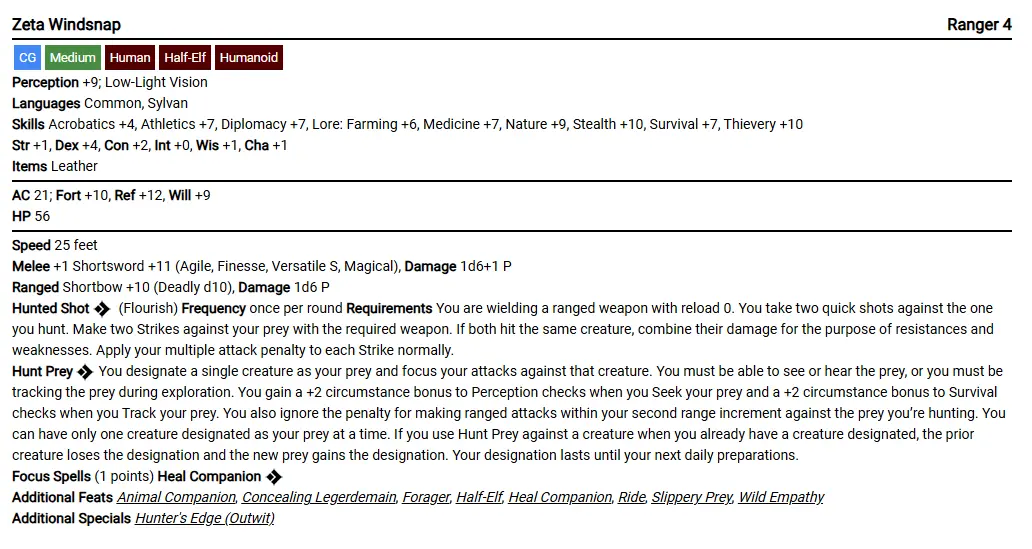 Zeta Windsnap Ranger 4
CG Medium Human Half-Elf Humanoid
Perception +9; Low-Light Vision
Languages Common, Sylvan
Skills Acrobatics +4, Athletics +7, Diplomacy +7, Lore: Farming +6, Medicine +7, Nature +9, Stealth +10, Survival +7, Thievery +10
Str +1, Dex +4, Con +2, Int +0, Wis +1, Cha +1
Items Leather
AC 21; Fort +10, Ref +12, Will +9
HP 56
Speed 25 feet
Melee +1 Shortsword +11 (Agile, Finesse, Versatile S, Magical), Damage 1d6+1 P
Ranged Shortbow +10 (Deadly d10), Damage 1d6 P
Hunted Shot (Flourish) Frequency once per round Requirements You are wielding a ranged weapon with reload 0. You take two quick shots against the one
you hunt. Make two Strikes against your prey with the required weapon. If both hit the same creature, combine their damage for the purpose of resistances and
weaknesses. Apply your multiple attack penalty to each Strike normally.
Hunt Prey You designate a single creature as your prey and focus your attacks against that creature. You must be able to see or hear the prey, or you must be
tracking the prey during exploration. You gain a +2 circumstance bonus to Perception checks when you Seek your prey and a +2 circumstance bonus to Survival
checks when you Track your prey. You also ignore the penalty for making ranged attacks within your second range increment against the prey you’re hunting. You
can have only one creature designated as your prey at a time. If you use Hunt Prey against a creature when you already have a creature designated, the prior
creature loses the designation and the new prey gains the designation. Your designation lasts until your next daily preparations.
Focus Spells (1 points) Heal Companion
Additional Feats Animal Companion, Concealing Legerdemain, Forager, Half-Elf, Heal Companion, Ride, Slippery Prey, Wild Empathy
Additional Specials Hunter's Edge (Outwit)